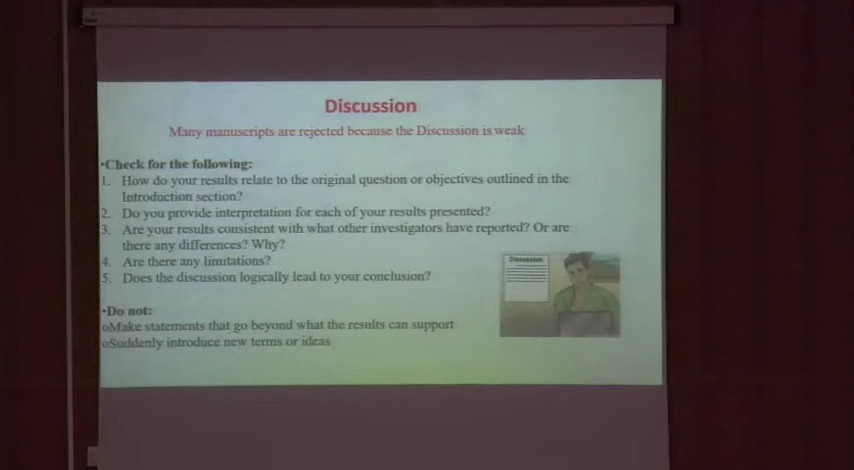 Discussion
Many manuscripts are rejected because the Discussion is weak
•Check for the following:
1. How do your results relate to the original question or objectives outlined in the
Introduction section?
2. Do you provide interpretation for each of your results presented?
3. Are your results consistent with what other investigators have reported? Or are
there any differences? Why?
4. Are there any limitations?
5. Does the discussion logically lead to your conclusion?
Discussion
•Do not:
oMake statements that go beyond what the results can support
oSuddenly introduce new terms or ideas